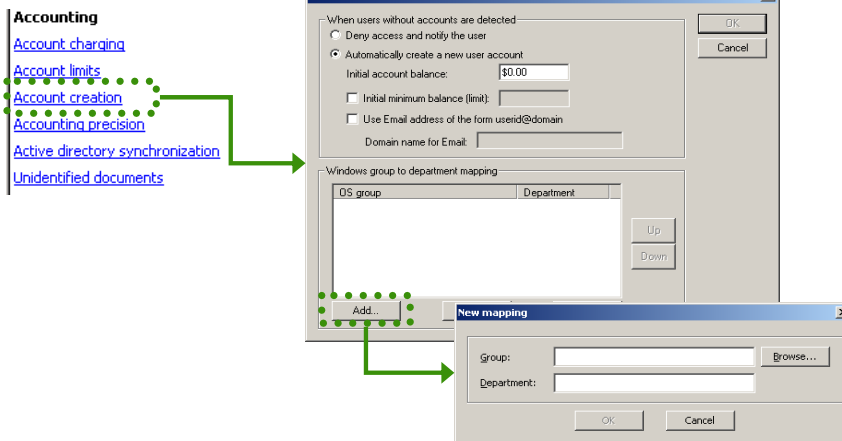 Accounting
Account charging
Account limits
Account creation
Accounting precision
Active directory synchronization
Unidentified documents
When users without accounts are detected
Deny access and notify the user
Automatically create a new user account
Initial account balance: $0.00
Initial minimum balance (limit):
Use Email address of the form userid@domain
Domain name for Email:
OK
Cancel
Windows group to department mapping
OS group Department
Up
Down
Add...
New mapping
Group: Browse...
Department:
OK Cancel